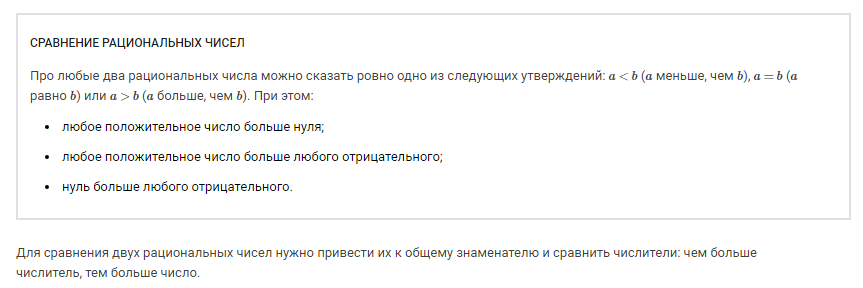 СРАВНЕНИЕ РАЦИОНАЛЬНЫХ ЧИСЕЛ
Про любые два рациональных числа можно сказать ровно одно из следующих утверждений: a < b (a меньше, чем b), a = b (a
равно b) или a > b (a больше, чем b). При этом:
• любое положительное число больше нуля;
• любое положительное число больше любого отрицательного;
• нуль больше любого отрицательного.
Для сравнения двух рациональных чисел нужно привести их к общему знаменателю и сравнить числители: чем больше
числитель, тем больше число.